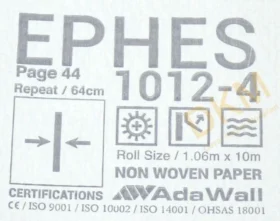 EPHES
Page 44
1012-4
Repeat / 64cm
Roll Size / 1.06m x 10m
NON WOVEN PAPER
CERTIFICATIONS AdaWall
CE / ISO 9001 / ISO 10002 / ISO 14001 / OHSAS 18001